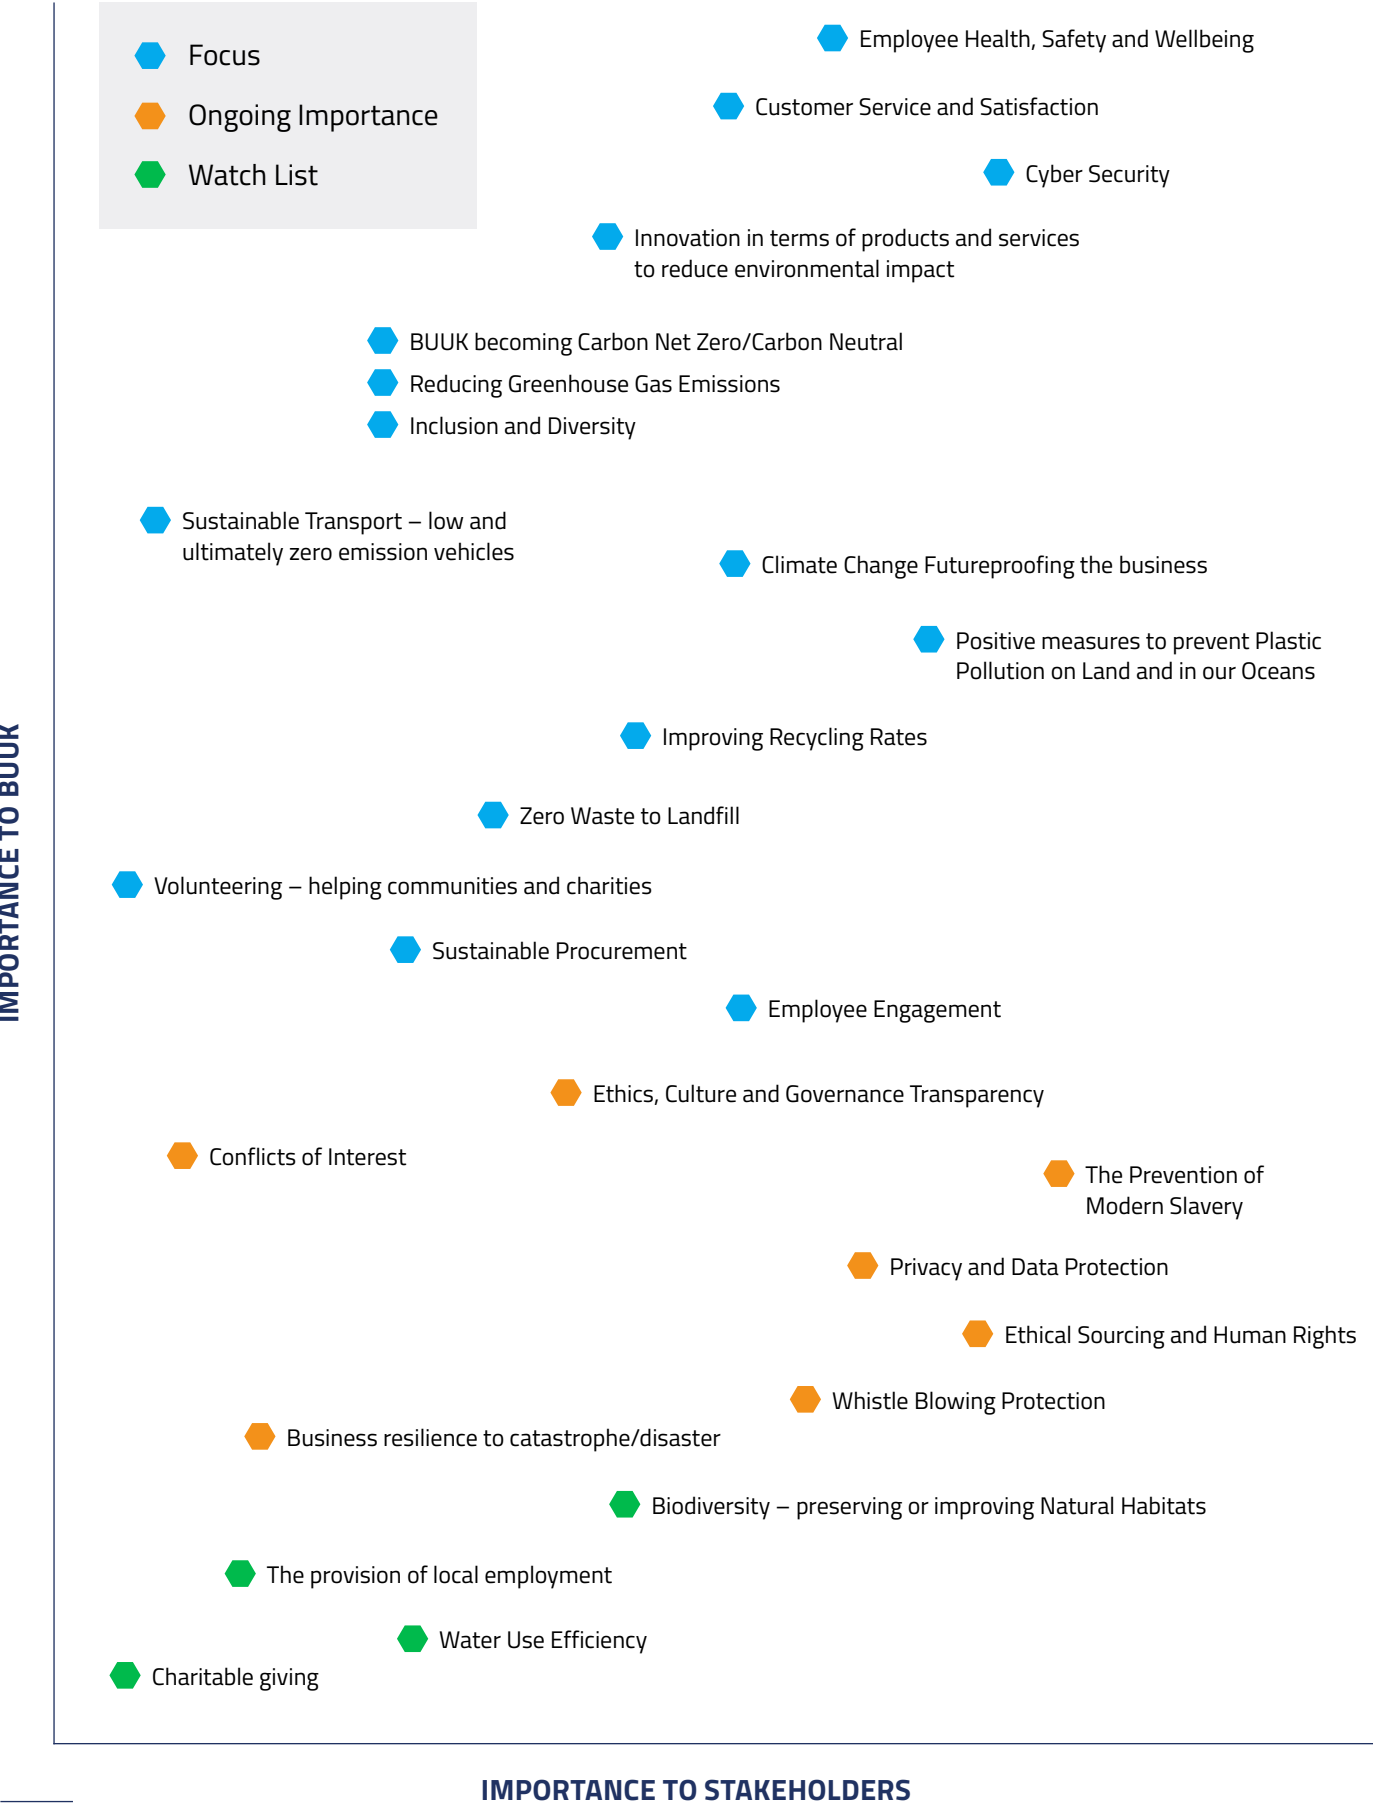 Focus
Ongoing Importance
Watch List
Employee Health, Safety and Wellbeing
Customer Service and Satisfaction
Cyber Security
Innovation in terms of products and services
to reduce environmental impact
BUUK becoming Carbon Net Zero/Carbon Neutral
Reducing Greenhouse Gas Emissions
Inclusion and Diversity
Sustainable Transport – low and
ultimately zero emission vehicles
Climate Change Futureproofing the business
Positive measures to prevent Plastic
Pollution on Land and in our Oceans
Improving Recycling Rates
Zero Waste to Landfill
Volunteering – helping communities and charities
Sustainable Procurement
Employee Engagement
Ethics, Culture and Governance Transparency
Conflicts of Interest
The Prevention of
Modern Slavery
Privacy and Data Protection
Ethical Sourcing and Human Rights
Whistle Blowing Protection
Business resilience to catastrophe/disaster
Biodiversity – preserving or improving Natural Habitats
The provision of local employment
Water Use Efficiency
Charitable giving
IMPORTANCE TO BUUK
IMPORTANCE TO STAKEHOLDERS